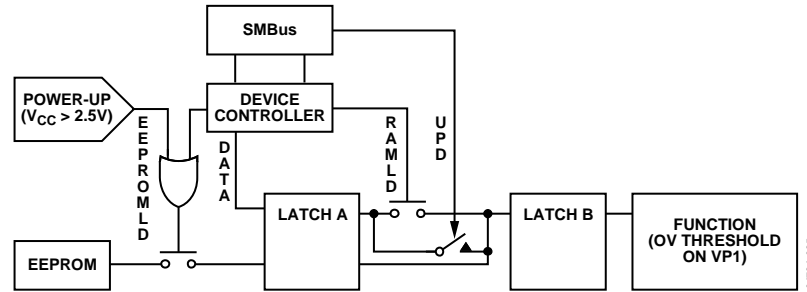 SMBus
POWER-UP
(VCC > 2.5V)
DEVICE
CONTROLLER
EEPROMLD
DATA
RAMLD
UPD
LATCH A
LATCH B
FUNCTION
(OV THRESHOLD
ON VP1)
EEPROM